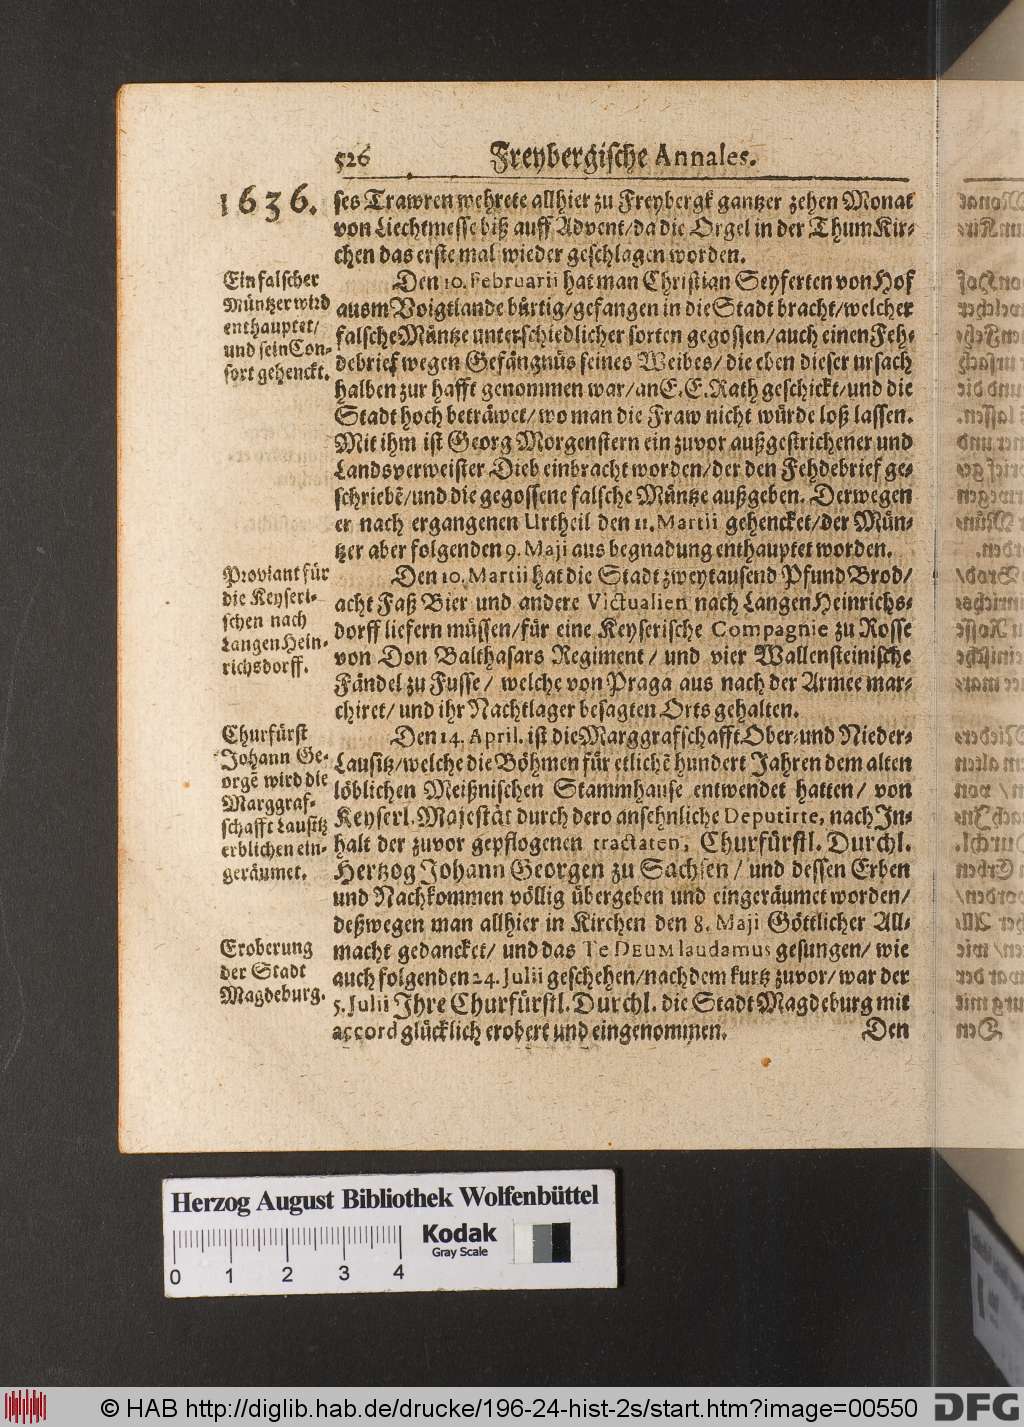 526 Freybergische Annales.
1636.
ses Trawren wehrete allhier zu Freybergk gantzer zehen Monat
von Liechtmesse biß auff Advent/da die Orgel in der ThumKir⸗
chen das erste mal wieder geschlagen worden.
Ein falscher
Müntzer wird
enthauptet/
und sein Con⸗
sort gehenckt.
Den 10. Februarii hat man Christian Seyferten von Hof
ausm Voigtlande bürtig/gefangen in die Stadt bracht/welcher
falsche Müntze unterschiedlicher sorten gegossen/auch einen Feh⸗
debrief wegen Gefängnüs seines Weibes/die eben dieser ursach
halben zur hafft genommen war/an E. E. Rath geschickt/und die
Stadt hoch beträwet/wo man die Fraw nicht würde loß lassen.
Mit ihm ist Georg Morgenstern ein zuvor außgestrichener und
Landsverweister Dieb einbracht worden/der den Fehdebrief ge⸗
schriebē/und die gegossene falsche Müntze außgeben. Derwegen
er nach ergangenen Urtheil den 11. Martii gehencket/der Mün⸗
tzer aber folgenden 9. Maji aus begnadung enthauptet worden.
Proviant für
die Keyserl⸗
schen nach
Langen Hein⸗
richsdorff.
Den 10. Martii hat die Stadt zweytausend Pfund Brod/
acht Faß Bier und andere Victualien nach Langen Heinrichs⸗
dorff liefern müssen/für eine Keyserische Compagnie zu Rosse
von Don Balthasars Regiment/ und vier Wallensteinische
Fändel zu Fusse/ welche von Praga aus nach der Armee mar⸗
chiret/ und ihr Nachtlager besagten Orts gehalten.
Churfürst
Johann Ge⸗
orgē wird die
Marggraf⸗
schafft Lausitz
erblichen ein⸗
geräumet.
Den 14. April. ist die Marggrafschafft Ober⸗und Nieder⸗
Lausitz/welche die Böhmen für etlichē hundert Jahren dem alten
löblichen Meißnischen Stammhause entwendet hatten/ von
Keyserl. Majestät durch dero ansehnliche Deputirte, nach In⸗
halt der zuvor gepflogenen tractaten, Churfürstl. Durchl.
Hertzog Johann Georgen zu Sachsen/ und dessen Erben
und Nachkommen völlig übergeben und eingeräumet worden/
deßwegen man allhier in Kirchen den 8. Maji Göttlicher All⸗
macht gedancket/ und das Te DEUM laudamus gesungen/ wie
auch folgenden 24. Julii geschehen/nachdem kurtz zuvor/war der
5. Julii Ihre Churfürstl. Durchl. die Stadt Magdeburg mit
accord glücklich erobert und eingenommen.
Eroberung
der Stadt
Magdeburg.
Den
Herzog August Bibliothek Wolfenbüttel
Kodak
Gray Scale
0 1 2 3 4
© HAB http://diglib.hab.de/drucke/196-24-hist-2s/start.htm?image=00550
DFG